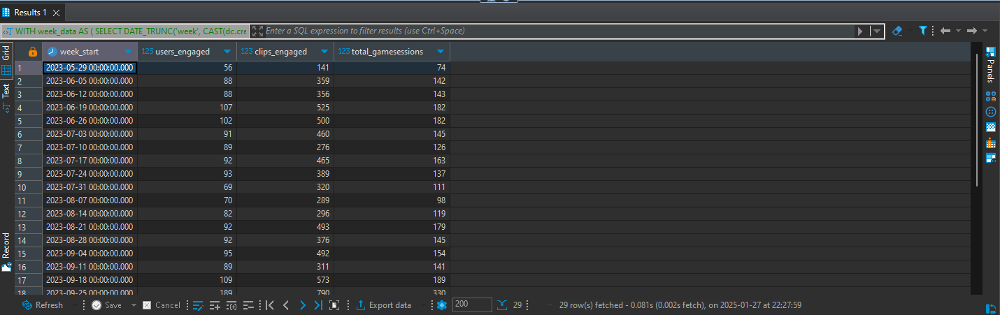 Results 1
WITH week_data AS ( SELECT DATE_TRUNC('week', CAST(dc.cre
Enter a SQL expression to filter results (use Ctrl+Space)
Grid
Text
Record
Panels
week_start 123 users_engaged 123 clips_engaged 123 total_gamesessions
1 2023-05-29 00:00:00.000 56 141 74
2 2023-06-05 00:00:00.000 88 359 142
3 2023-06-12 00:00:00.000 88 356 143
4 2023-06-19 00:00:00.000 107 525 182
5 2023-06-26 00:00:00.000 102 500 182
6 2023-07-03 00:00:00.000 91 460 145
7 2023-07-10 00:00:00.000 89 276 126
8 2023-07-17 00:00:00.000 92 465 163
9 2023-07-24 00:00:00.000 93 389 137
10 2023-07-31 00:00:00.000 69 320 111
11 2023-08-07 00:00:00.000 70 289 98
12 2023-08-14 00:00:00.000 82 296 119
13 2023-08-21 00:00:00.000 92 493 179
14 2023-08-28 00:00:00.000 92 376 145
15 2023-09-04 00:00:00.000 95 492 154
16 2023-09-11 00:00:00.000 89 311 141
17 2023-09-18 00:00:00.000 109 573 189
18 2023-09-25 00:00:00.000 189 790 330
Refresh Save Cancel Export data 200 29 29 row(s) fetched - 0.081s (0.002s fetch), on 2025-01-27 at 22:27:59